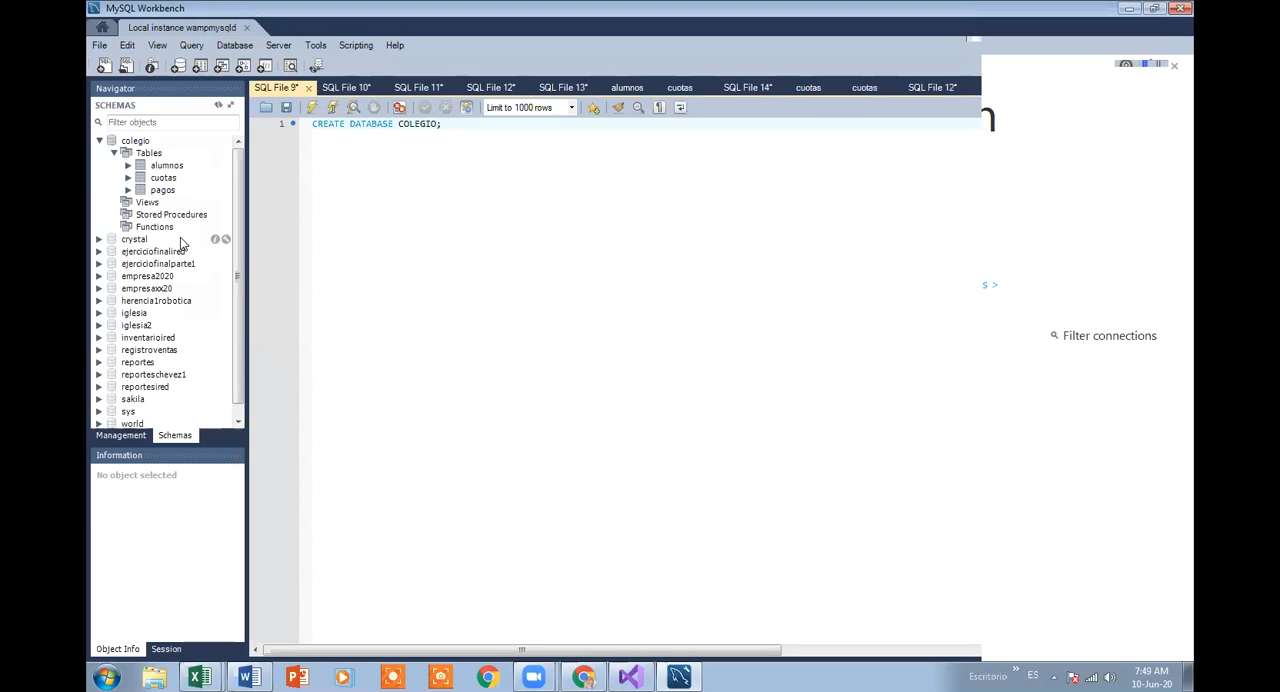 MySQL Workbench
Local instance wampmysqld ×
File Edit View Query Database Server Tools Scripting Help
Navigator
SCHEMAS
Filter objects
colegio
Tables
alumnos
cuotas
pagos
Views
Stored Procedures
Functions
crystal
ejerciciofinalired
ejerciciofinalparte1
empresa2020
empresaxx20
herencia1robotica
iglesia
iglesia2
inventarioired
registroventas
reportes
reporteschevez1
reportesired
sakila
sys
world
Management Schemas
Information
No object selected
Object Info Session
SQL File 9* × SQL File 10* SQL File 11* SQL File 12* SQL File 13* alumnos cuotas SQL File 14* cuotas cuotas SQL File 12*
Limit to 1000 rows
1 CREATE DATABASE COLEGIO;
n
s >
Filter connections
Escritorio » ES 7:49 AM
10-Jun-20